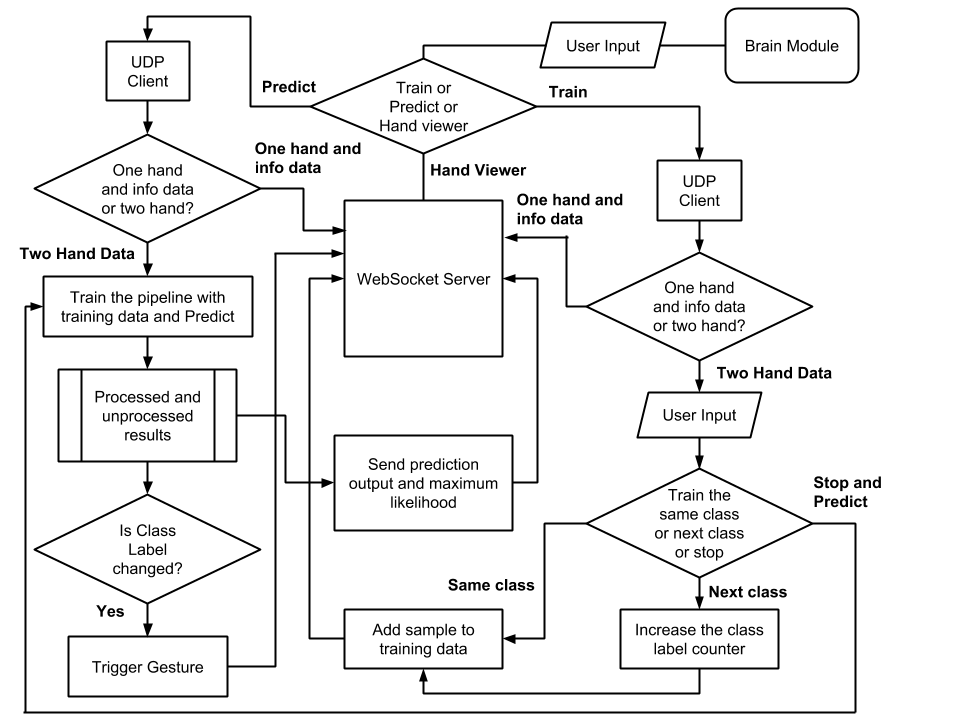 User Input
Brain Module
UDP
Client
Predict
Train or
Predict or
Hand viewer
Train
One hand and
info data
One hand
and info data
or two hand?
Hand Viewer
UDP
Client
One hand and
info data
Two Hand Data
WebSocket Server
Train the pipeline with
training data and Predict
One hand
and info data
or two hand?
Two Hand Data
Processed and
unprocessed
results
User Input
Send prediction
output and maximum
likelihood
Stop and
Predict
Train the
same class
or next class
or stop
Is Class
Label
changed?
Same class
Next class
Yes
Add sample to
training data
Increase the class
label counter
Trigger Gesture